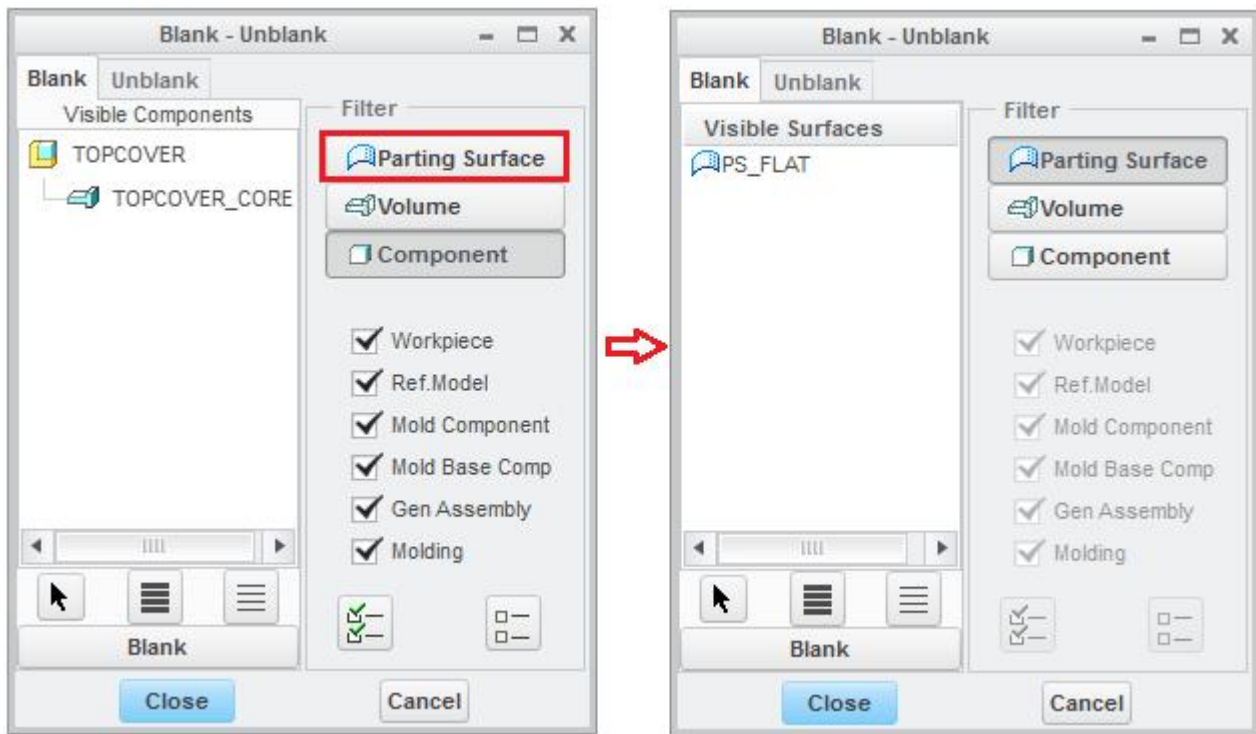 Blank - Unblank
Blank Unblank
Visible Components
TOPCOVER
TOPCOVER_CORE
Filter
Parting Surface
Volume
Component
Workpiece
Ref.Model
Mold Component
Mold Base Comp
Gen Assembly
Molding
Blank
Close Cancel
Blank - Unblank
Blank Unblank
Visible Surfaces
PS_FLAT
Filter
Parting Surface
Volume
Component
Workpiece
Ref.Model
Mold Component
Mold Base Comp
Gen Assembly
Molding
Blank
Close Cancel